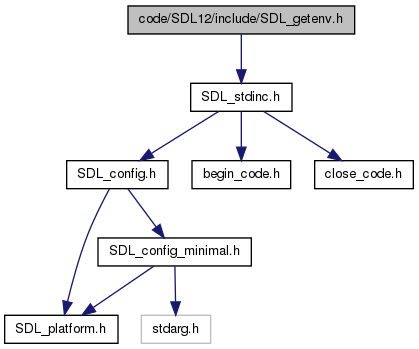 code/SDL12/include/SDL_getenv.h
SDL_stdinc.h
SDL_config.h
begin_code.h
close_code.h
SDL_config_minimal.h
SDL_platform.h
stdarg.h